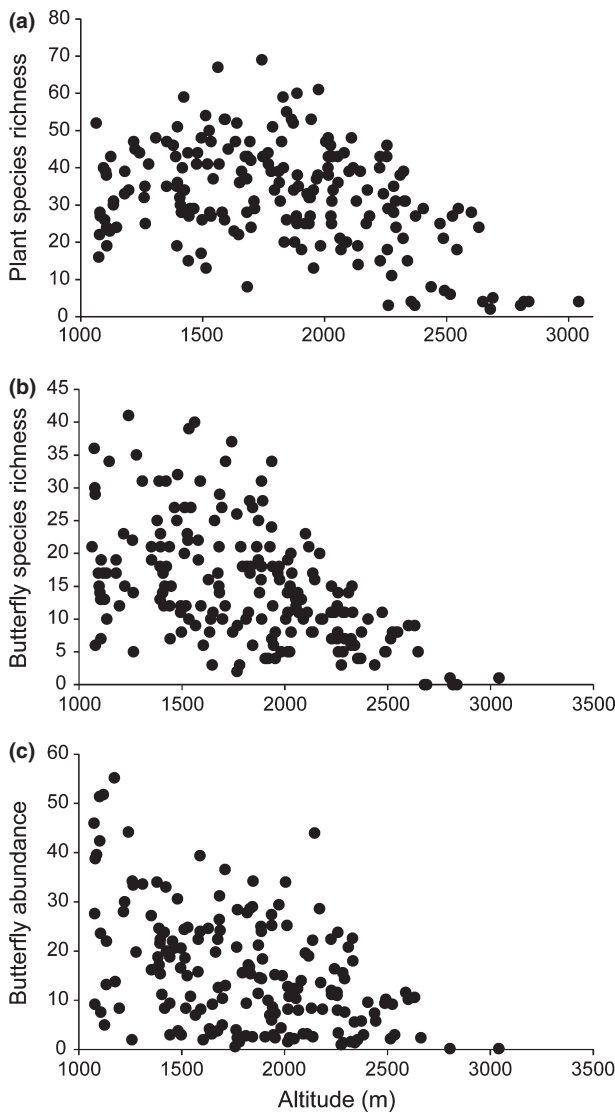 (a)
80
70
60
50
40
30
20
10
0
Plant species richness
1000 1500 2000 2500 3000
(b)
45
40
35
30
25
20
15
10
5
0
Butterfly species richness
1000 1500 2000 2500 3000 3500
(c)
60
50
40
30
20
10
0
Butterfly abundance
1000 1500 2000 2500 3000 3500
Altitude (m)